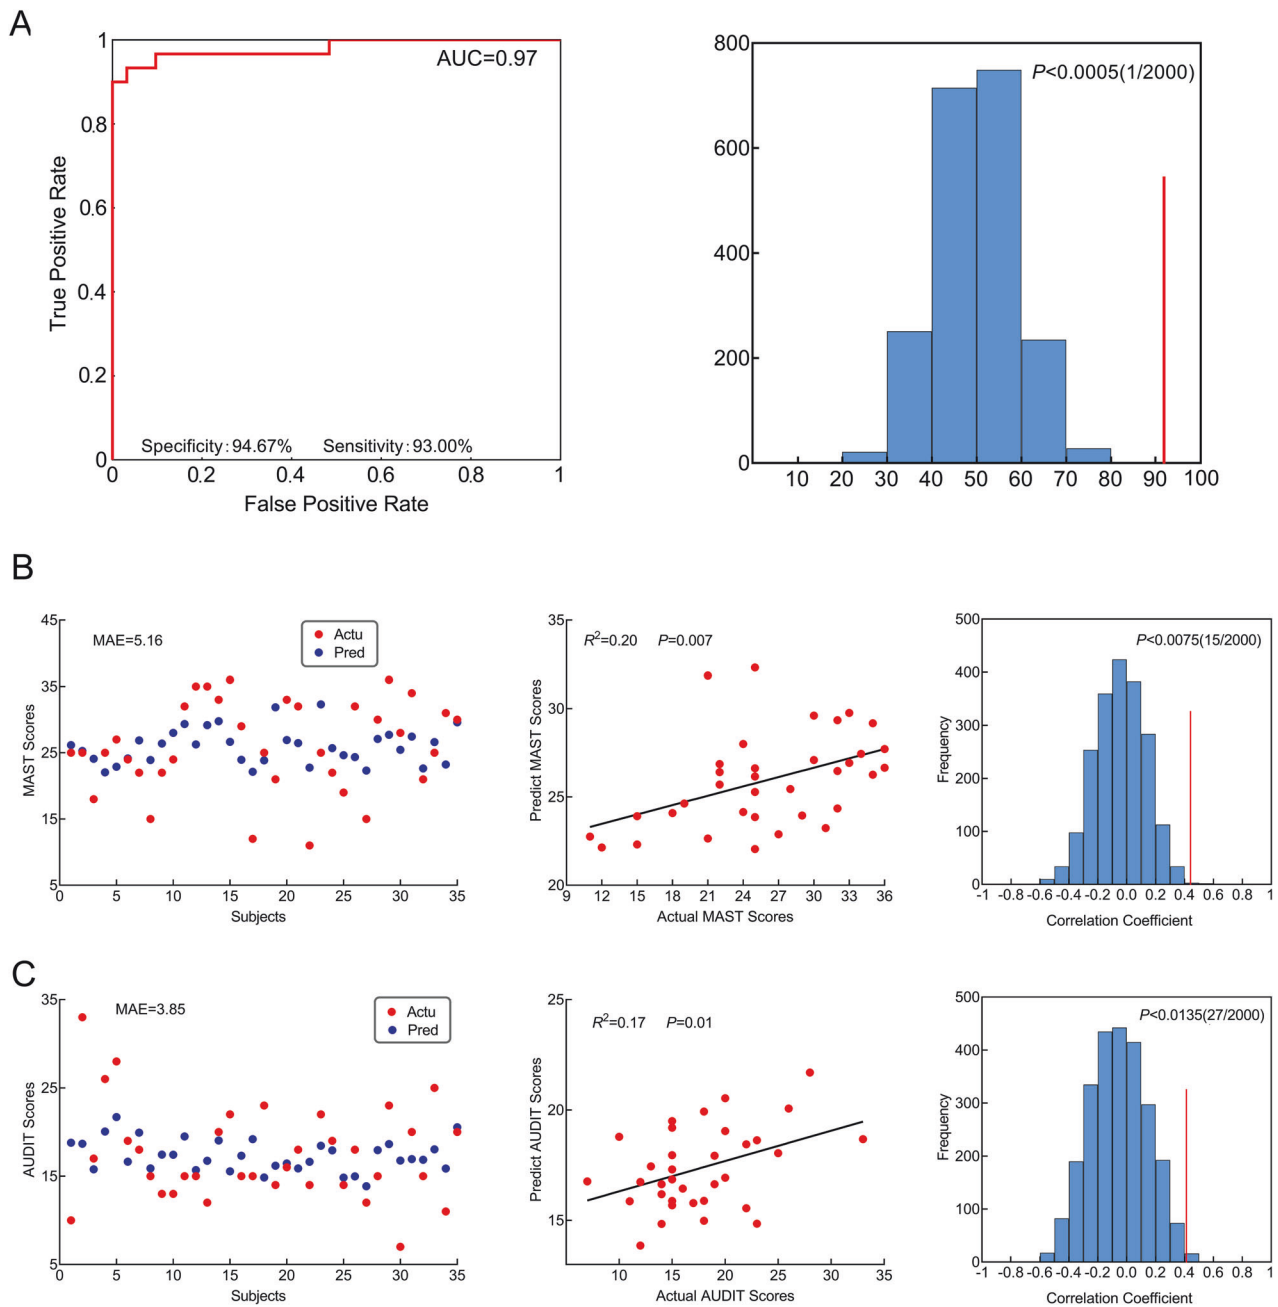 A
1
0.8
0.6
0.4
0.2
0
True Positive Rate
AUC=0.97
Specificity:94.67% Sensitivity:93.00%
0 0.2 0.4 0.6 0.8 1
False Positive Rate
800
600
400
200
0
P<0.0005(1/2000)
10 20 30 40 50 60 70 80 90 100
B
45
35
25
15
5
MAST Scores
MAE=5.16
Actu
Pred
0 5 10 15 20 25 30 35
Subjects
35
30
25
20
Predict MAST Scores
R²=0.20 P=0.007
9 12 15 18 21 24 27 30 33 36
Actual MAST Scores
500
400
300
200
100
0
Frequency
P<0.0075(15/2000)
-1 -0.8 -0.6 -0.4 -0.2 0.0 0.2 0.4 0.6 0.8 1
Correlation Coefficient
C
35
25
15
5
AUDIT Scores
MAE=3.85
Actu
Pred
0 5 10 15 20 25 30 35
Subjects
25
20
15
Predict AUDIT Scores
R²=0.17 P=0.01
10 15 20 25 30 35
Actual AUDIT Scores
500
400
300
200
100
0
Frequency
P<0.0135(27/2000)
-1 -0.8 -0.6 -0.4 -0.2 0.0 0.2 0.4 0.6 0.8 1
Correlation Coefficient